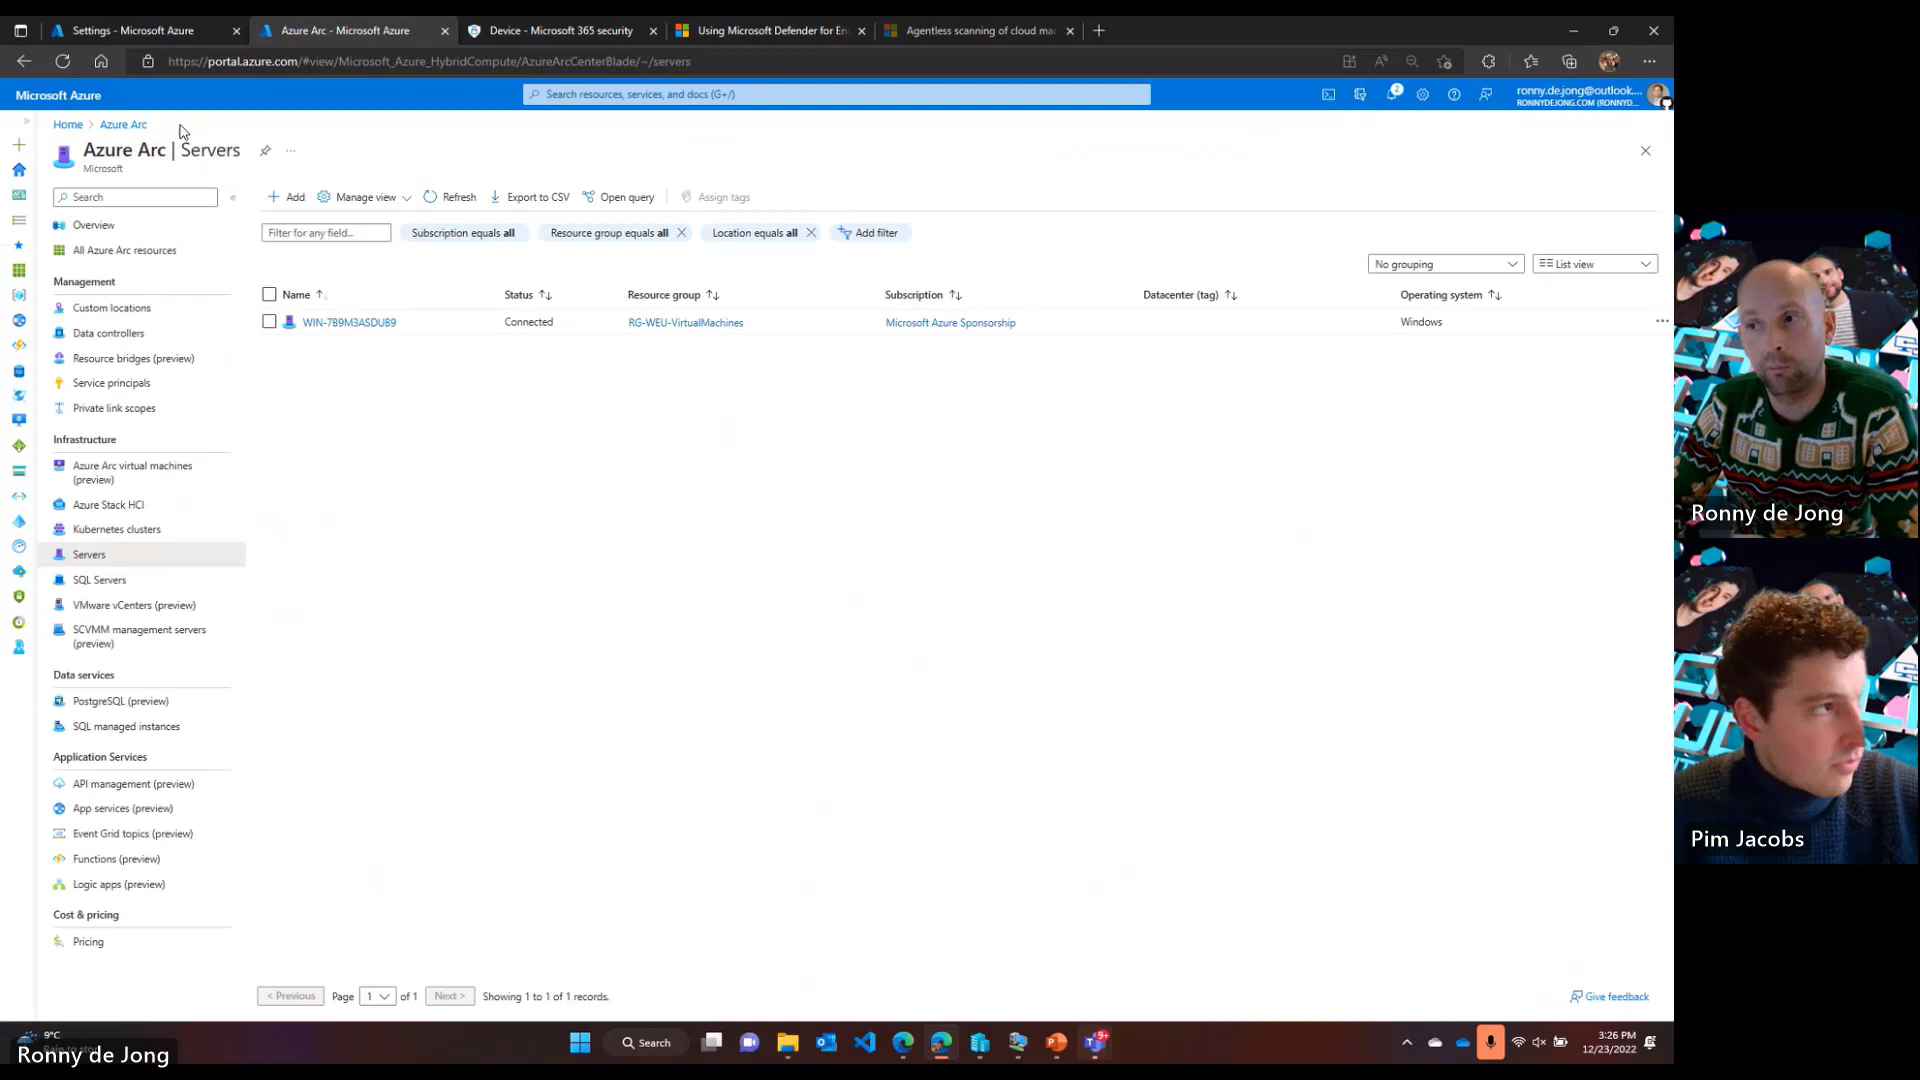 Settings - Microsoft Azure
Azure Arc - Microsoft Azure
Device - Microsoft 365 security
Using Microsoft Defender for En
Agentless scanning of cloud mac
https://portal.azure.com/#view/Microsoft_Azure_HybridCompute/AzureArcCenterBlade/~/servers
Microsoft Azure
Search resources, services, and docs (G+/)
2
ronny.de.jong@outlook....
RONNYDEJONG.COM (RONNYD...
Home > Azure Arc
Azure Arc | Servers
Microsoft
Search
Add
Manage view
Refresh
Export to CSV
Open query
Assign tags
Filter for any field...
Subscription equals all
Resource group equals all
Location equals all
Add filter
No grouping
List view
Name
Status
Resource group
Subscription
Datacenter (tag)
Operating system
WIN-7B9M3ASDUB9
Connected
RG-WEU-VirtualMachines
Microsoft Azure Sponsorship
Windows
Overview
All Azure Arc resources
Management
Custom locations
Data controllers
Resource bridges (preview)
Service principals
Private link scopes
Infrastructure
Azure Arc virtual machines
(preview)
Azure Stack HCI
Kubernetes clusters
Servers
SQL Servers
VMware vCenters (preview)
SCVMM management servers
(preview)
Data services
PostgreSQL (preview)
SQL managed instances
Application Services
API management (preview)
App services (preview)
Event Grid topics (preview)
Functions (preview)
Logic apps (preview)
Cost & pricing
Pricing
< Previous
Page
1
of 1
Next >
Showing 1 to 1 of 1 records.
Give feedback
Ronny de Jong
Pim Jacobs
9°C
Ronny de Jong
Search
9+
3:26 PM
12/23/2022